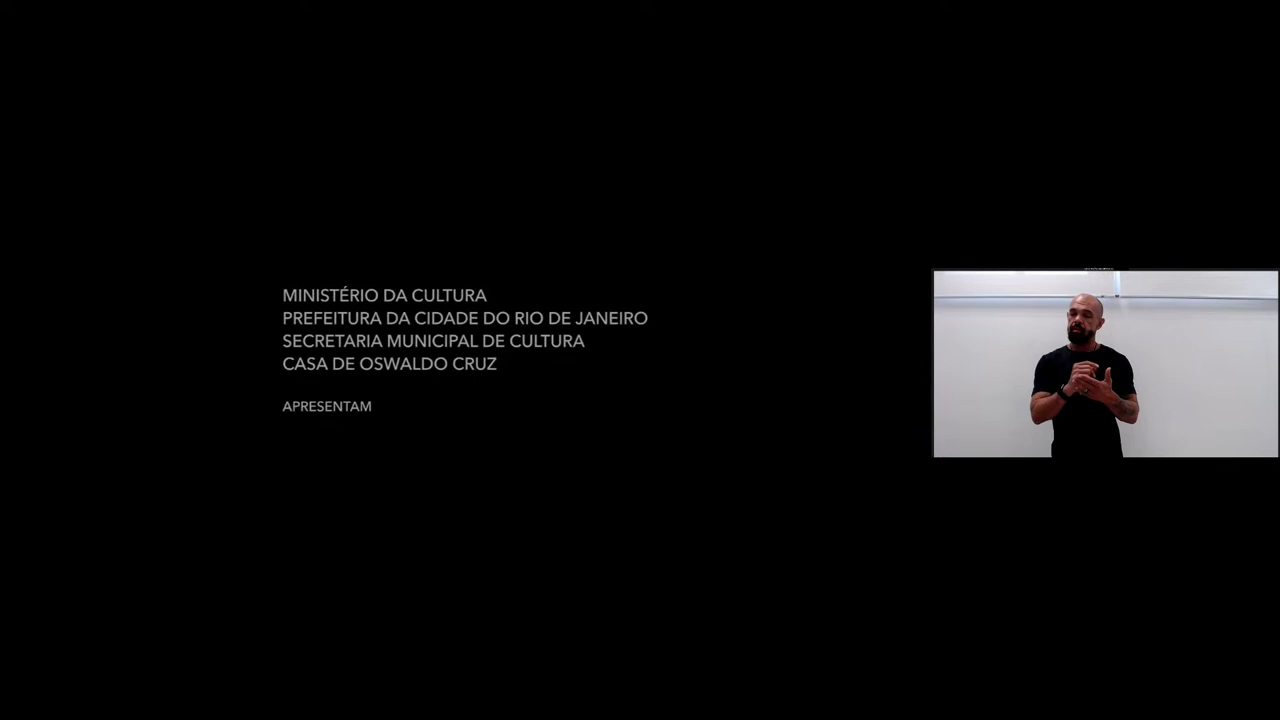 MINISTÉRIO DA CULTURA
PREFEITURA DA CIDADE DO RIO DE JANEIRO
SECRETARIA MUNICIPAL DE CULTURA
CASA DE OSWALDO CRUZ
APRESENTAM